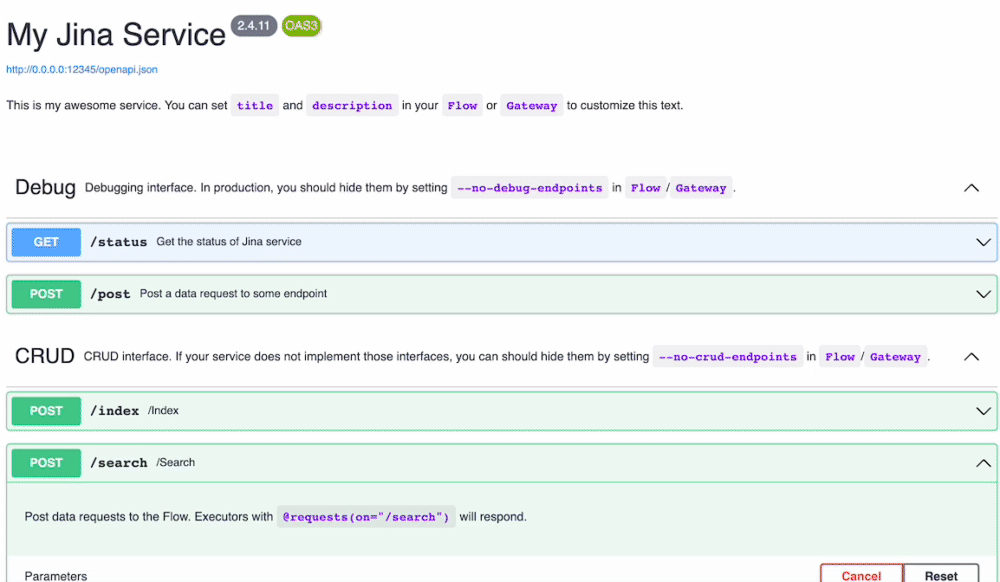 My Jina Service 2.4.11 OAS3
http://0.0.0.0:12345/openapi.json
This is my awesome service. You can set title and description in your Flow or Gateway to customize this text.
Debug Debugging interface. In production, you should hide them by setting --no-debug-endpoints in Flow / Gateway .
GET /status Get the status of Jina service
POST /post Post a data request to some endpoint
CRUD CRUD interface. If your service does not implement those interfaces, you can should hide them by setting --no-crud-endpoints in Flow / Gateway .
POST /index /Index
POST /search /Search
Post data requests to the Flow. Executors with @requests(on="/search") will respond.
Parameters Cancel Reset